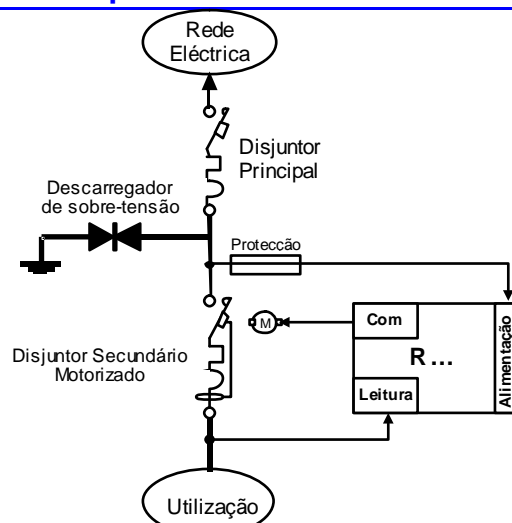 Rede
Eléctrica
Disjuntor
Principal
Descarregador
de sobre-tensão
Protecção
M
Com
R ...
Alimentação
Disjuntor Secundário
Motorizado
Leitura
Utilização